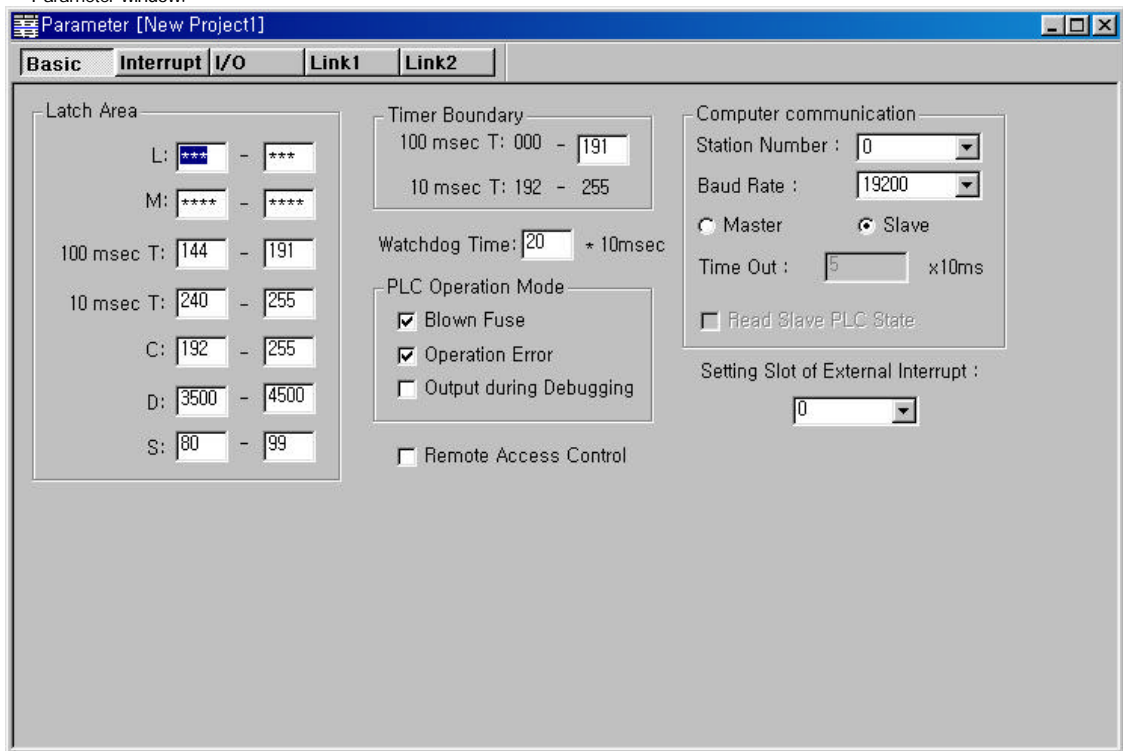 Parameter window.
Parameter [New Project1]
Basic Interrupt I/O Link1 Link2
Latch Area
L: *** - ***
M: **** - ****
100 msec T: 144 - 191
10 msec T: 240 - 255
C: 192 - 255
D: 3500 - 4500
S: 80 - 99
Timer Boundary
100 msec T: 000 - 191
10 msec T: 192 - 255
Watchdog Time: 20 * 10msec
PLC Operation Mode
Blown Fuse
Operation Error
Output during Debugging
Remote Access Control
Computer communication
Station Number : 0
Baud Rate : 19200
Master Slave
Time Out : 5 x10ms
Read Slave PLC State
Setting Slot of External Interrupt :
0